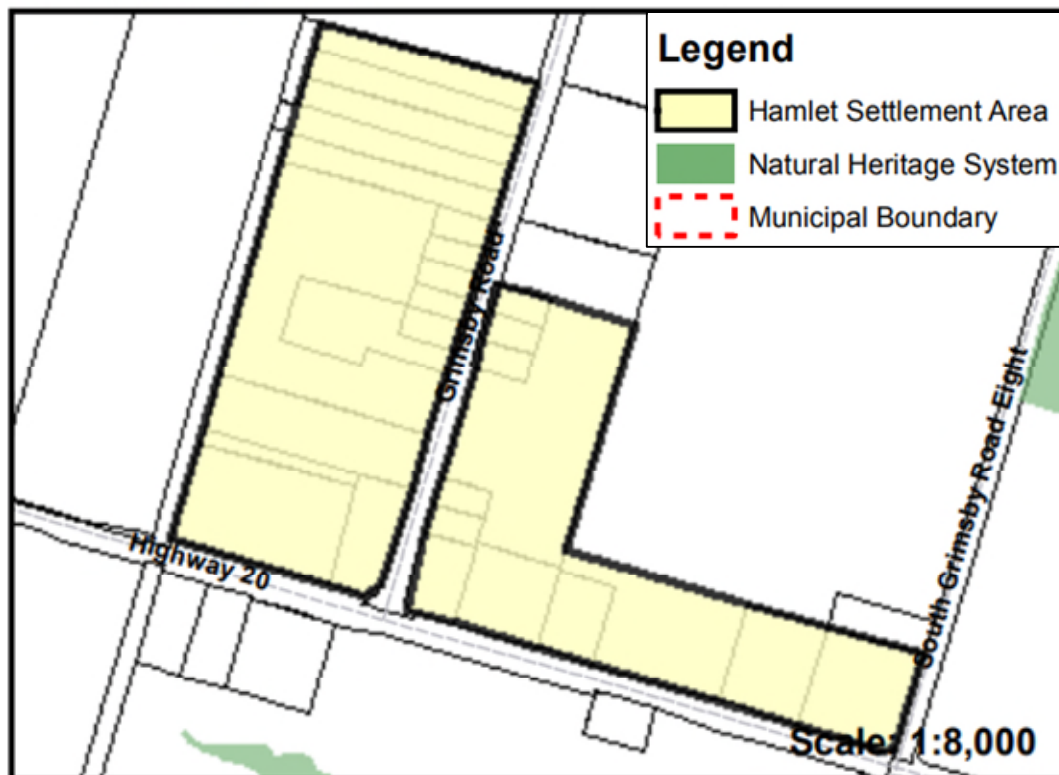 Legend
Hamlet Settlement Area
Natural Heritage System
Municipal Boundary
Grimsby Road
South Grimsby Road Eight
Highway 20
Scale: 1:8,000